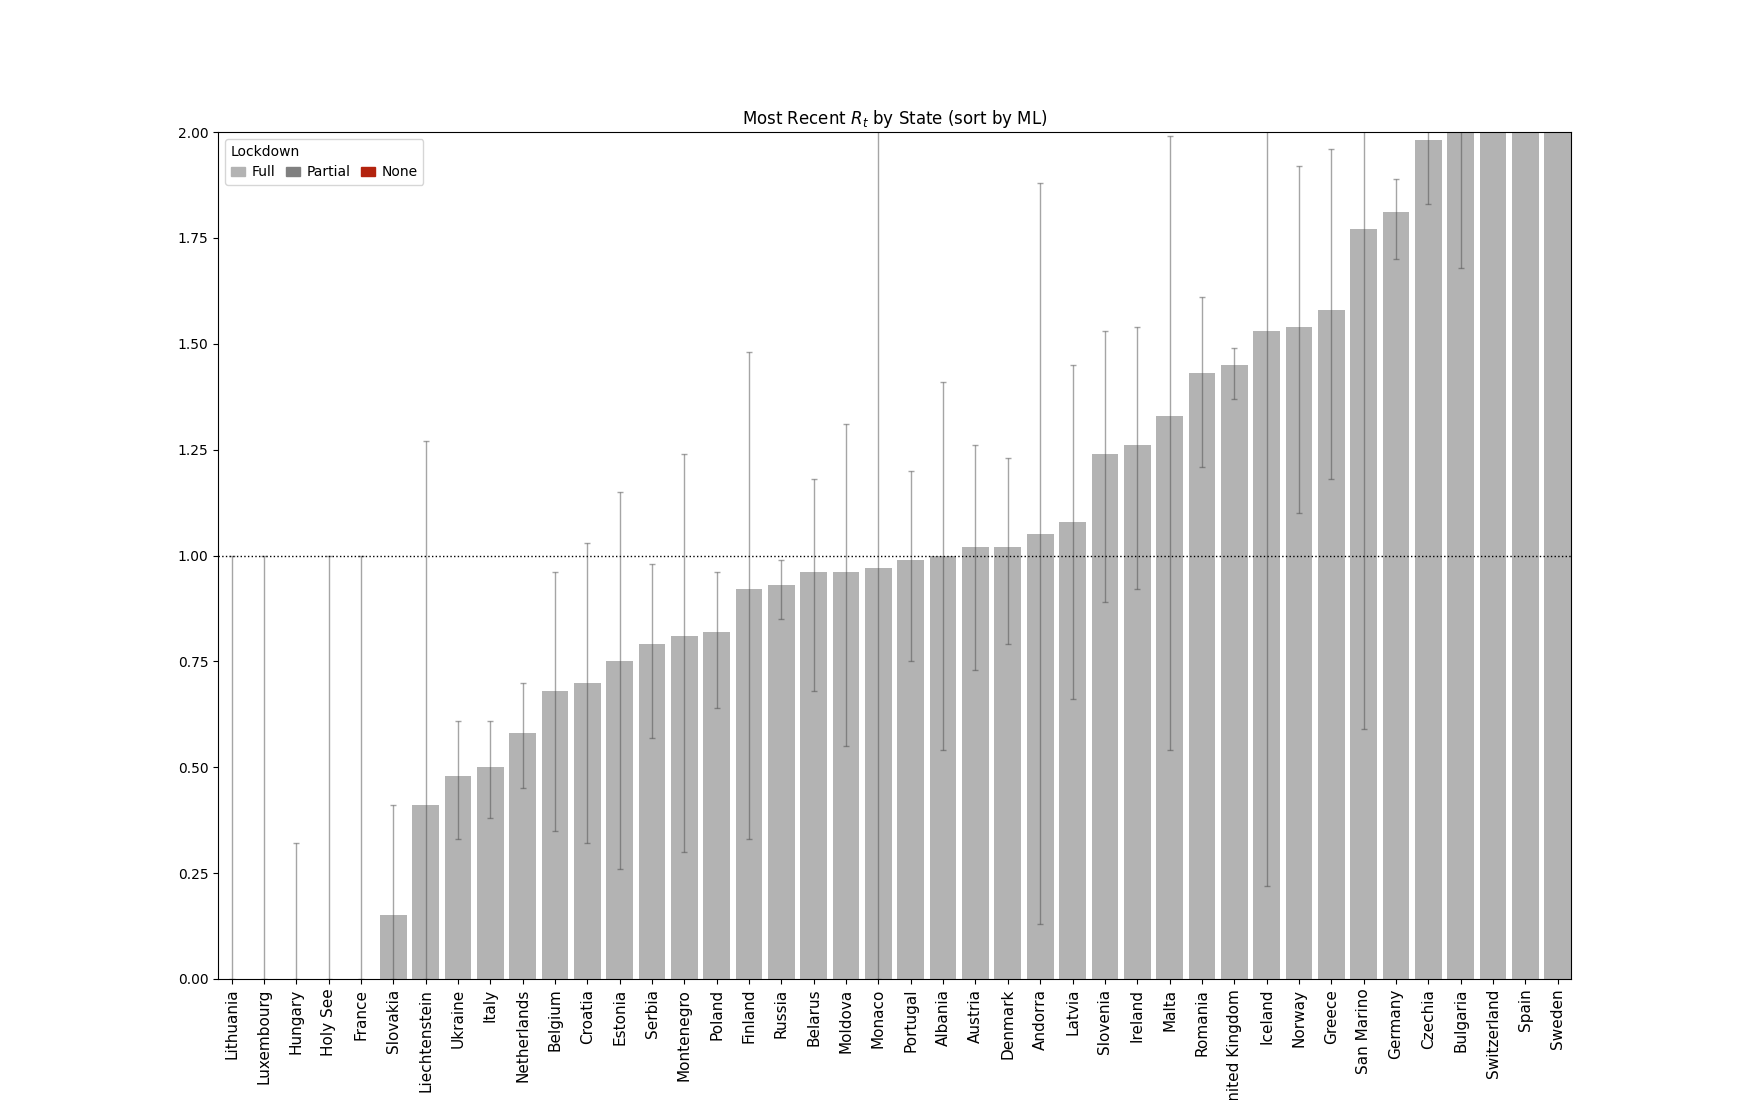 Most Recent Rt by State (sort by ML)
Lockdown
Full Partial None
2.00
1.75
1.50
1.25
1.00
0.75
0.50
0.25
0.00
Lithuania
Luxembourg
Hungary
Holy See
France
Slovakia
Liechtenstein
Ukraine
Italy
Netherlands
Belgium
Croatia
Estonia
Serbia
Montenegro
Poland
Finland
Russia
Belarus
Moldova
Monaco
Portugal
Albania
Austria
Denmark
Andorra
Latvia
Slovenia
Ireland
Malta
Romania
nited Kingdom
Iceland
Norway
Greece
San Marino
Germany
Czechia
Bulgaria
Switzerland
Spain
Sweden